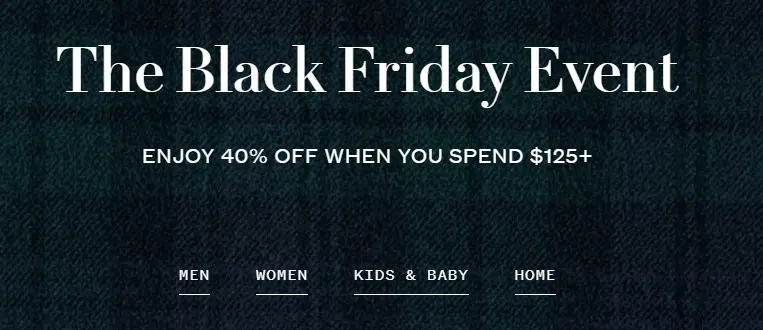 The Black Friday Event
ENJOY 40% OFF WHEN YOU SPEND $125+
MEN WOMEN KIDS & BABY HOME